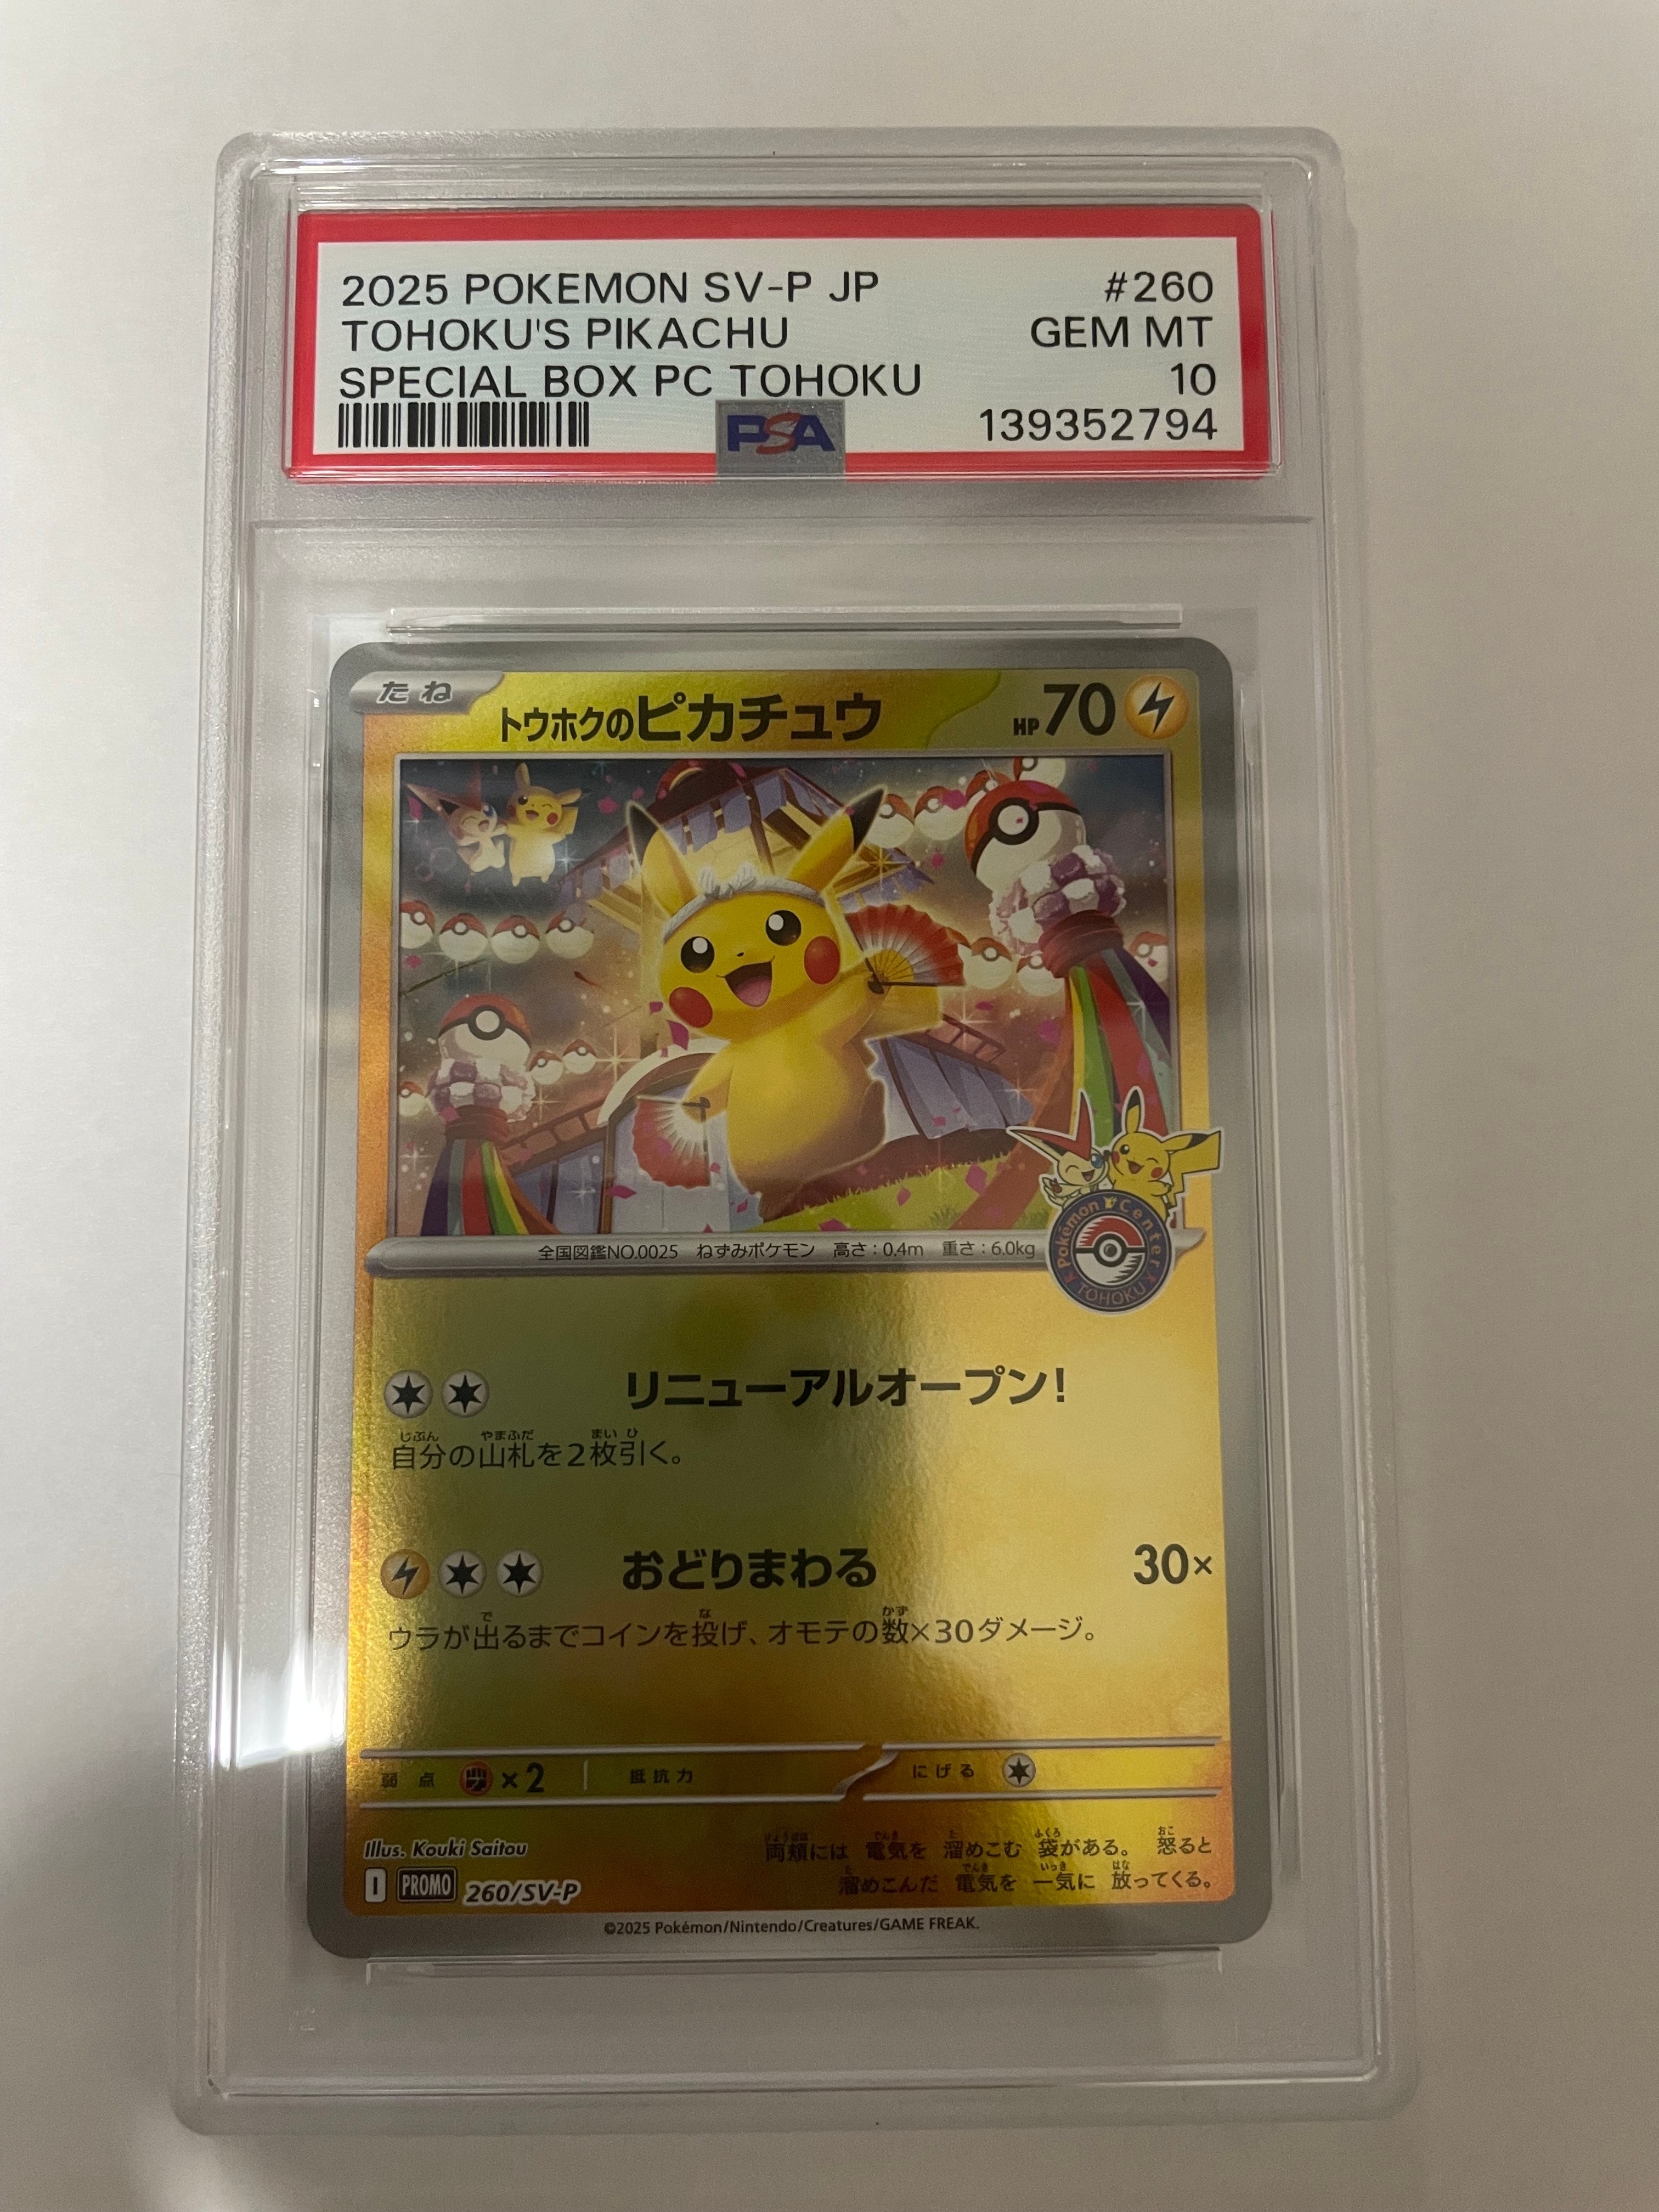 2025 POKEMON SV-P JP #260
TOHOKU'S PIKACHU GEM MT
SPECIAL BOX PC TOHOKU 10
PSA 139352794
たね トウホクのピカチュウ HP 70
全国図鑑NO.0025 ねずみポケモン 高さ:0.4m 重さ:6.0kg
Pokémon Center
TOHOKU
リニューアルオープン!
自分の山札を2枚引く。
おどりまわる 30×
ウラが出るまでコインを投げ、オモテの数×30ダメージ。
弱点 ×2 抵抗力 にげる
Illus. Kouki Saitou
両頬には 電気を 溜めこむ 袋がある。 怒ると
溜めこんだ 電気を 一気に 放ってくる。
I PROMO 260/SV-P
©2025 Pokémon/Nintendo/Creatures/GAME FREAK.